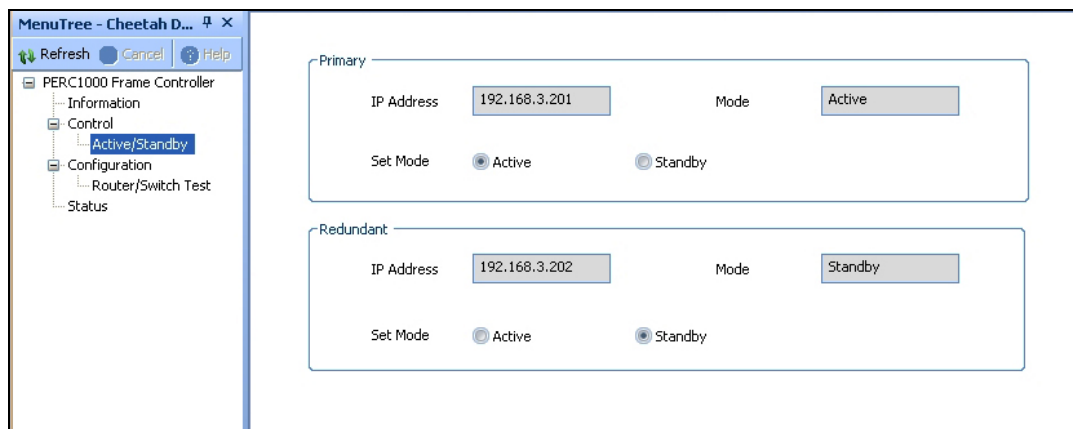 MenuTree - Cheetah D...
Refresh Cancel Help
PERC1000 Frame Controller
Information
Control
Active/Standby
Configuration
Router/Switch Test
Status
Primary
IP Address 192.168.3.201 Mode Active
Set Mode Active Standby
Redundant
IP Address 192.168.3.202 Mode Standby
Set Mode Active Standby